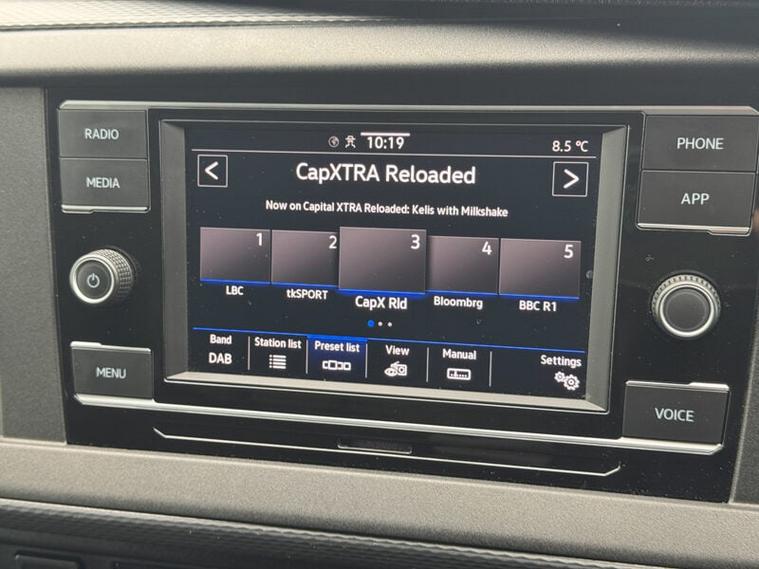 RADIO
MEDIA
MENU
10:19
8.5 °C
< CapXTRA Reloaded >
Now on Capital XTRA Reloaded: Kelis with Milkshake
1 2 3 4 5
LBC tkSPORT CapX Rld Bloombrg BBC R1
Band Station list Preset list View Manual Settings
DAB
PHONE
APP
VOICE